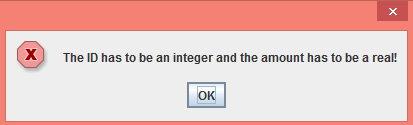 The ID has to be an integer and the amount has to be a real!
OK